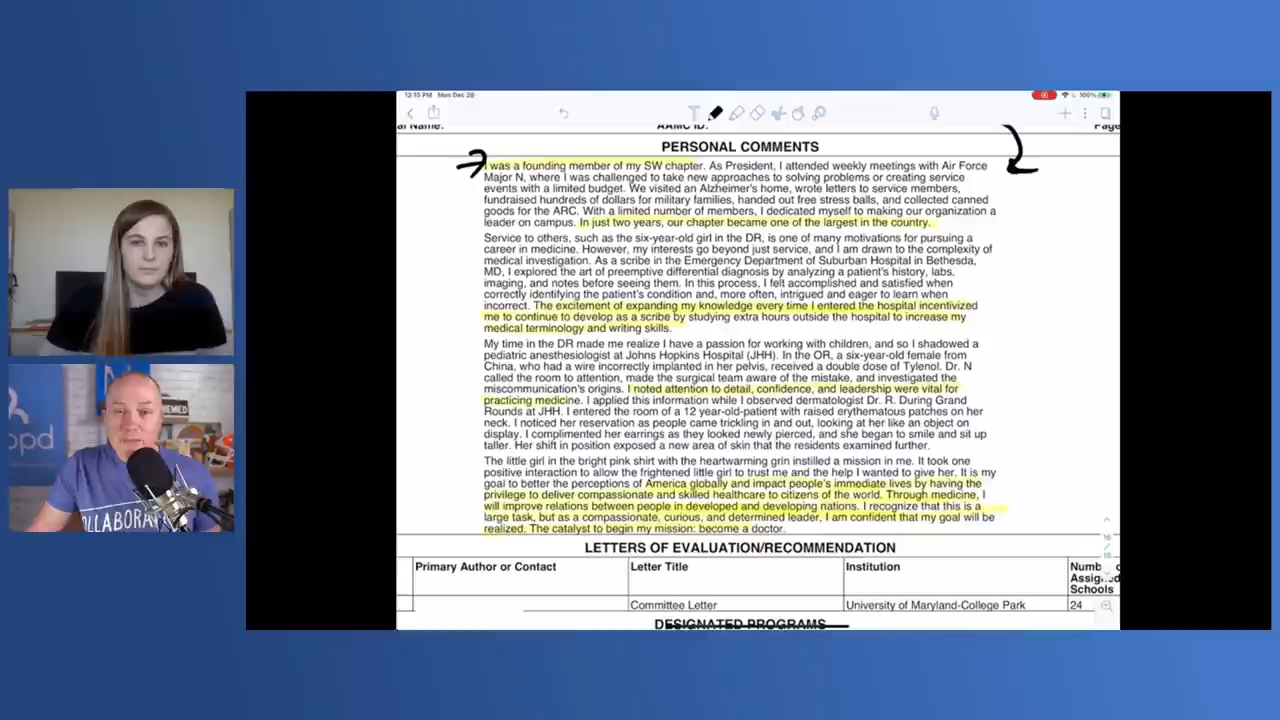 12:15 PM Mon Dec 28
100%
al Name:
AAMC ID:
Page
PERSONAL COMMENTS
I was a founding member of my SW chapter. As President, I attended weekly meetings with Air Force
Major N, where I was challenged to take new approaches to solving problems or creating service
events with a limited budget. We visited an Alzheimer's home, wrote letters to service members,
fundraised hundreds of dollars for military families, handed out free stress balls, and collected canned
goods for the ARC. With a limited number of members, I dedicated myself to making our organization a
leader on campus. In just two years, our chapter became one of the largest in the country.
Service to others, such as the six-year-old girl in the DR, is one of many motivations for pursuing a
career in medicine. However, my interests go beyond just service, and I am drawn to the complexity of
medical investigation. As a scribe in the Emergency Department of Suburban Hospital in Bethesda,
MD, I explored the art of preemptive differential diagnosis by analyzing a patient's history, labs,
imaging, and notes before seeing them. In this process, I felt accomplished and satisfied when
correctly identifying the patient's condition and, more often, intrigued and eager to learn when
incorrect. The excitement of expanding my knowledge every time I entered the hospital incentivized
me to continue to develop as a scribe by studying extra hours outside the hospital to increase my
medical terminology and writing skills.
My time in the DR made me realize I have a passion for working with children, and so I shadowed a
pediatric anesthesiologist at Johns Hopkins Hospital (JHH). In the OR, a six-year-old female from
China, who had a wire incorrectly implanted in her pelvis, received a double dose of Tylenol. Dr. N
called the room to attention, made the surgical team aware of the mistake, and investigated the
miscommunication's origins. I noted attention to detail, confidence, and leadership were vital for
practicing medicine. I applied this information while I observed dermatologist Dr. R. During Grand
Rounds at JHH. I entered the room of a 12 year-old-patient with raised erythematous patches on her
neck. I noticed her reservation as people came trickling in and out, looking at her like an object on
display. I complimented her earrings as they looked newly pierced, and she began to smile and sit up
taller. Her shift in position exposed a new area of skin that the residents examined further.
The little girl in the bright pink shirt with the heartwarming grin instilled a mission in me. It took one
positive interaction to allow the frightened little girl to trust me and the help I wanted to give her. It is my
goal to better the perceptions of America globally and impact people's immediate lives by having the
privilege to deliver compassionate and skilled healthcare to citizens of the world. Through medicine, I
will improve relations between people in developed and developing nations. I recognize that this is a
large task, but as a compassionate, curious, and determined leader, I am confident that my goal will be
realized. The catalyst to begin my mission: become a doctor.
16
LETTERS OF EVALUATION/RECOMMENDATION
Primary Author or Contact
Letter Title
Institution
Numb o
Assigned
Schools
Committee Letter
University of Maryland-College Park
24
DESIGNATED PROGRAMS
ppd
COLLABORA